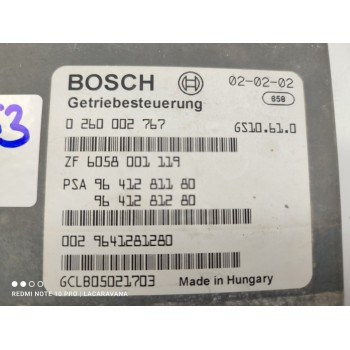 53
BOSCH 02-02-02
Getriebesteuerung 658
0 260 002 767 GS10.61.0
ZF 6058 001 119
PSA 96 412 811 80
96 412 812 80
002 9641281280
GCLB05021703 Made in Hungary
REDMI NOTE 10 PRO | LACARAVANA